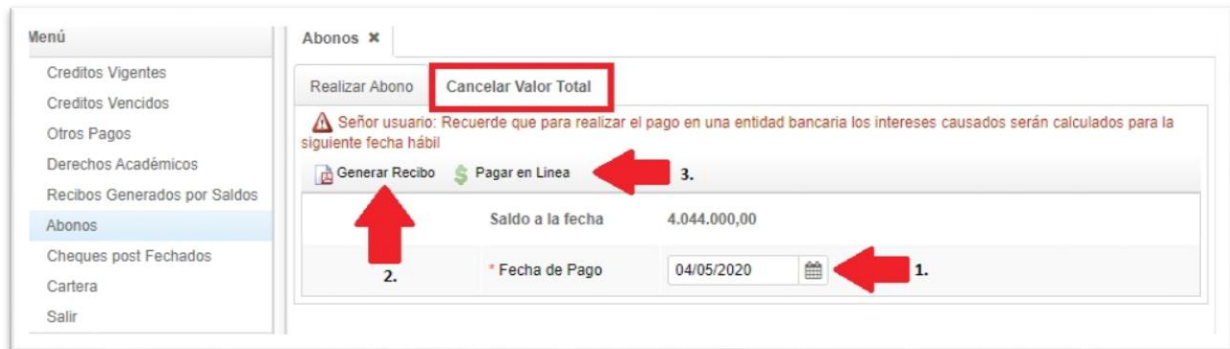 Menú
Creditos Vigentes
Creditos Vencidos
Otros Pagos
Derechos Académicos
Recibos Generados por Saldos
Abonos
Cheques post Fechados
Cartera
Salir
Abonos ✖
Realizar Abono Cancelar Valor Total
Señor usuario: Recuerde que para realizar el pago en una entidad bancaria los intereses causados serán calculados para la
siguiente fecha hábil
Generar Recibo $ Pagar en Linea 3.
Saldo a la fecha 4.044.000,00
2. * Fecha de Pago 04/05/2020 1.